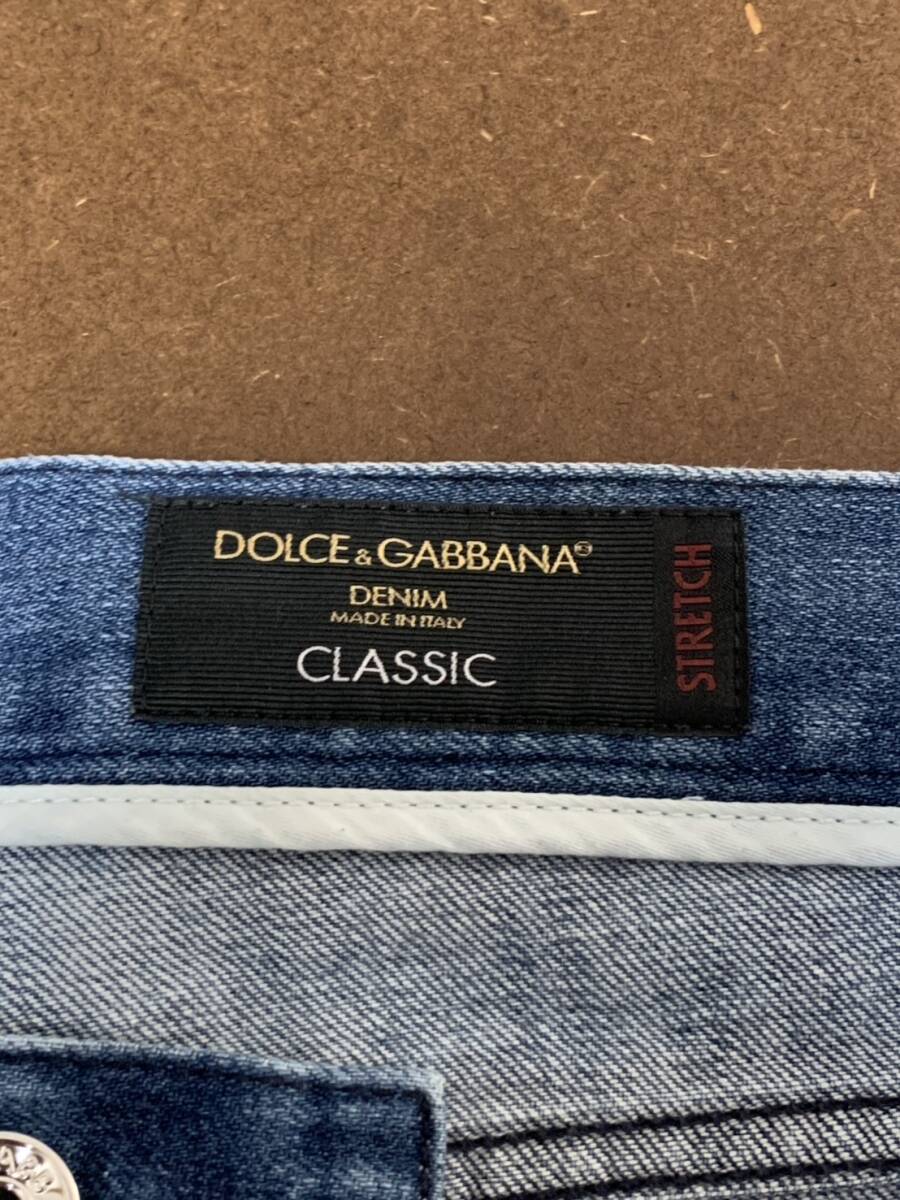 DOLCE & GABBANA
DENIM
MADE IN ITALY
CLASSIC
STRETCH